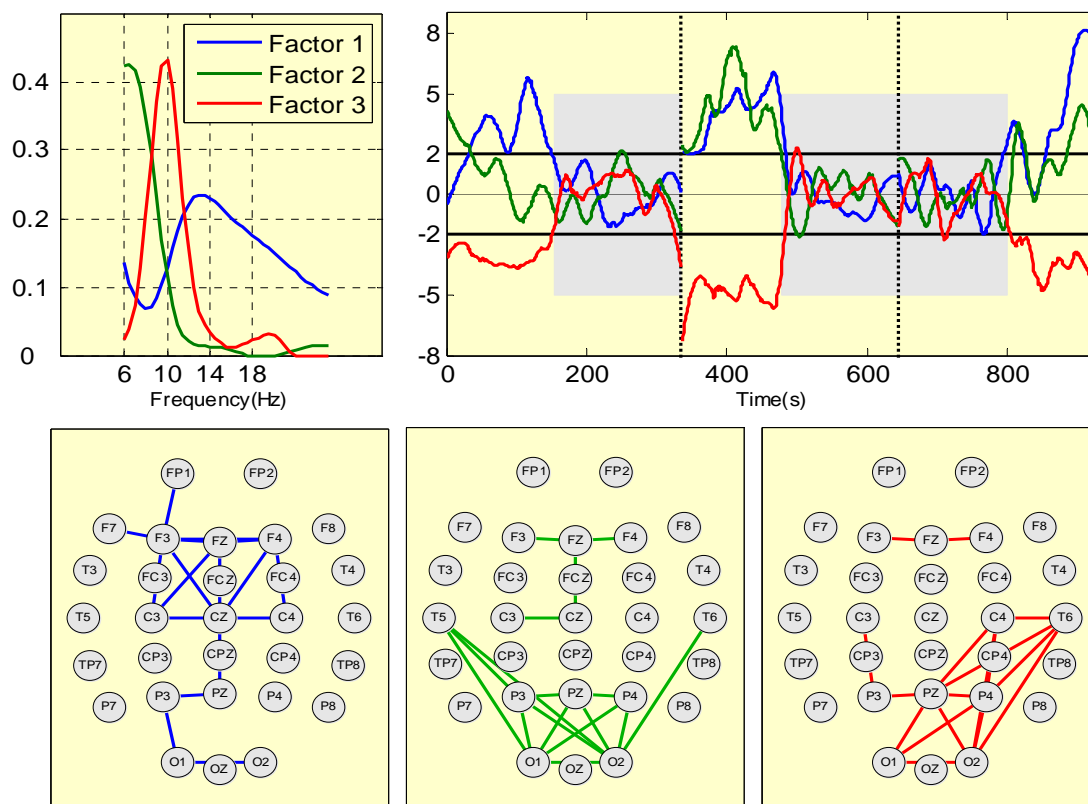 0.4
0.3
0.2
0.1
0
6 10 14 18
Frequency(Hz)
Factor 1
Factor 2
Factor 3
8
5
2
0
-2
-5
-8
0 200 400 600 800
Time(s)
FP1 FP2
F7 F3 FZ F4 F8
T3 FC3 FCZ FC4 T4
T5 C3 CZ C4 T6
TP7 CP3 CPZ CP4 TP8
P7 P3 PZ P4 P8
O1 OZ O2
FP1 FP2
F7 F3 FZ F4 F8
T3 FC3 FCZ FC4 T4
T5 C3 CZ C4 T6
TP7 CP3 CPZ CP4 TP8
P7 P3 PZ P4 P8
O1 OZ O2
FP1 FP2
F7 F3 FZ F4 F8
T3 FC3 FCZ FC4 T4
T5 C3 CZ C4 T6
TP7 CP3 CPZ CP4 TP8
P7 P3 PZ P4 P8
O1 OZ O2